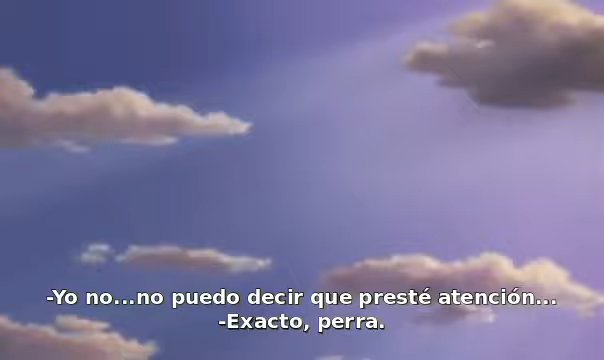 -Yo no...no puedo decir que presté atención...
-Exacto, perra.